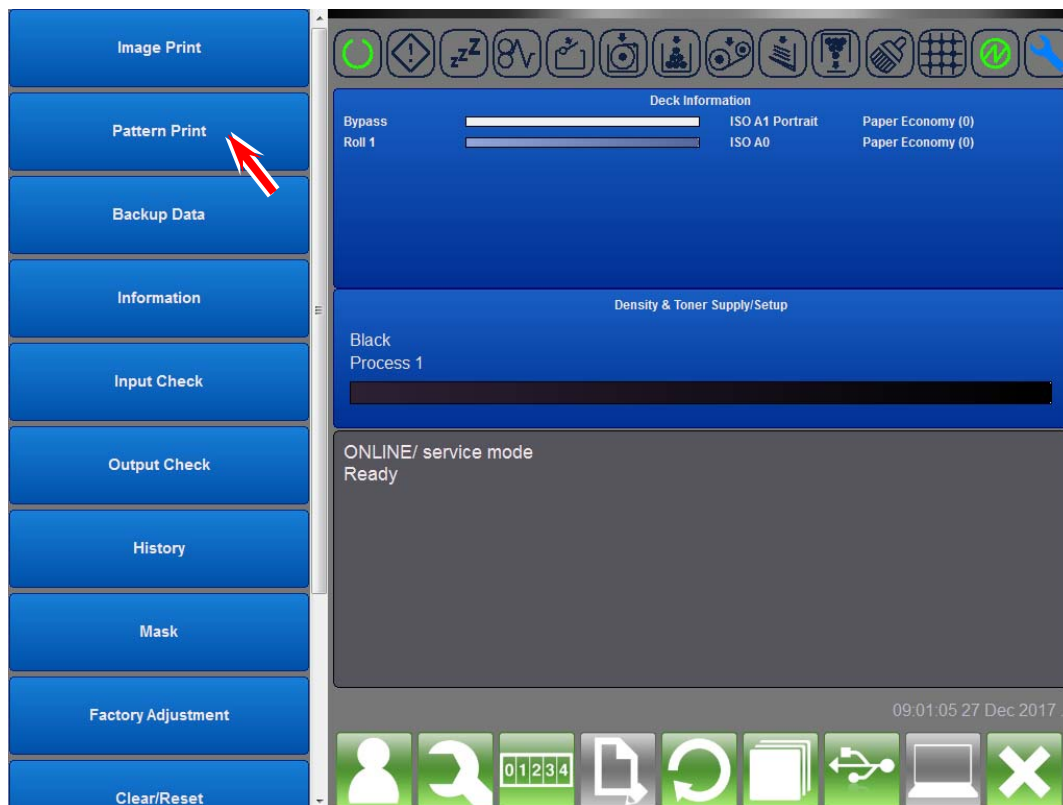 Image Print
Pattern Print
Backup Data
Information
Input Check
Output Check
History
Mask
Factory Adjustment
Clear/Reset
zzZ
Deck Information
Bypass ISO A1 Portrait Paper Economy (0)
Roll 1 ISO A0 Paper Economy (0)
Density & Toner Supply/Setup
Black
Process 1
ONLINE/ service mode
Ready
09:01:05 27 Dec 2017
01234